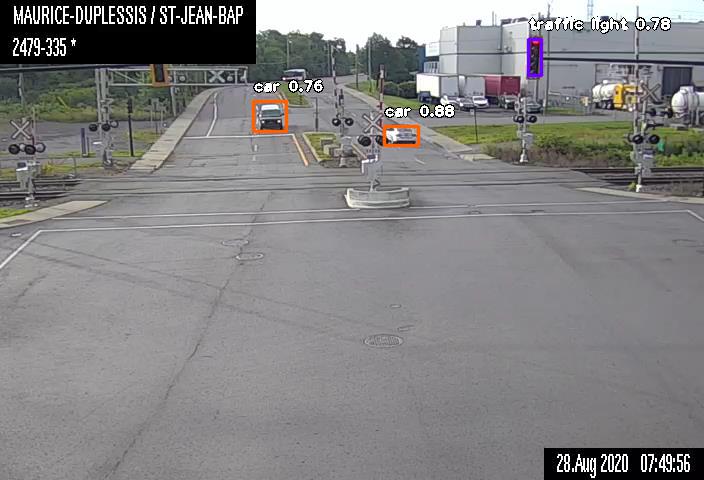 MAURICE-DUPLESSIS / ST-JEAN-BAP
2479-335 *
traffic light 0.78
car 0.76
car 0.88
28.Aug 2020 07:49:56